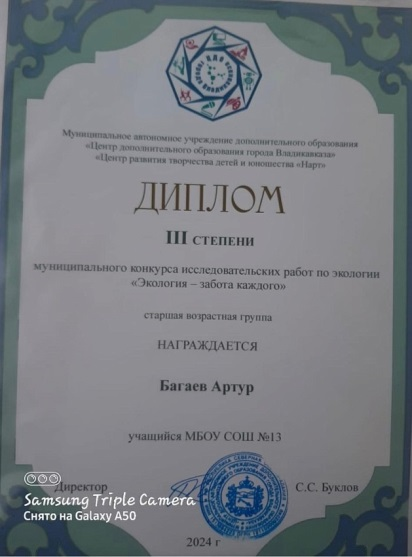 Муниципальное автономное учреждение дополнительного образования
«Центр дополнительного образования города Владикавказа»
«Центр развития творчества детей и юношества «Нарт»
ДИПЛОМ
III СТЕПЕНИ
муниципального конкурса исследовательских работ по экологии
«Экология – забота каждого»
старшая возрастная группа
НАГРАЖДАЕТСЯ
Багаев Артур
учащийся МБОУ СОШ №13
Директор
С.С. Буклов
Samsung Triple Camera
Снято на Galaxy A50
2024 г